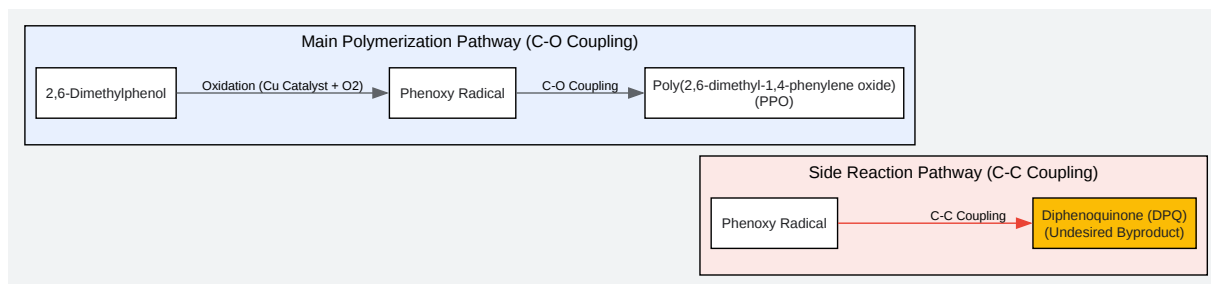 Main Polymerization Pathway (C-O Coupling)
2,6-Dimethylphenol
Oxidation (Cu Catalyst + O2)
Phenoxy Radical
C-O Coupling
Poly(2,6-dimethyl-1,4-phenylene oxide)
(PPO)
Side Reaction Pathway (C-C Coupling)
Phenoxy Radical
C-C Coupling
Diphenoquinone (DPQ)
(Undesired Byproduct)